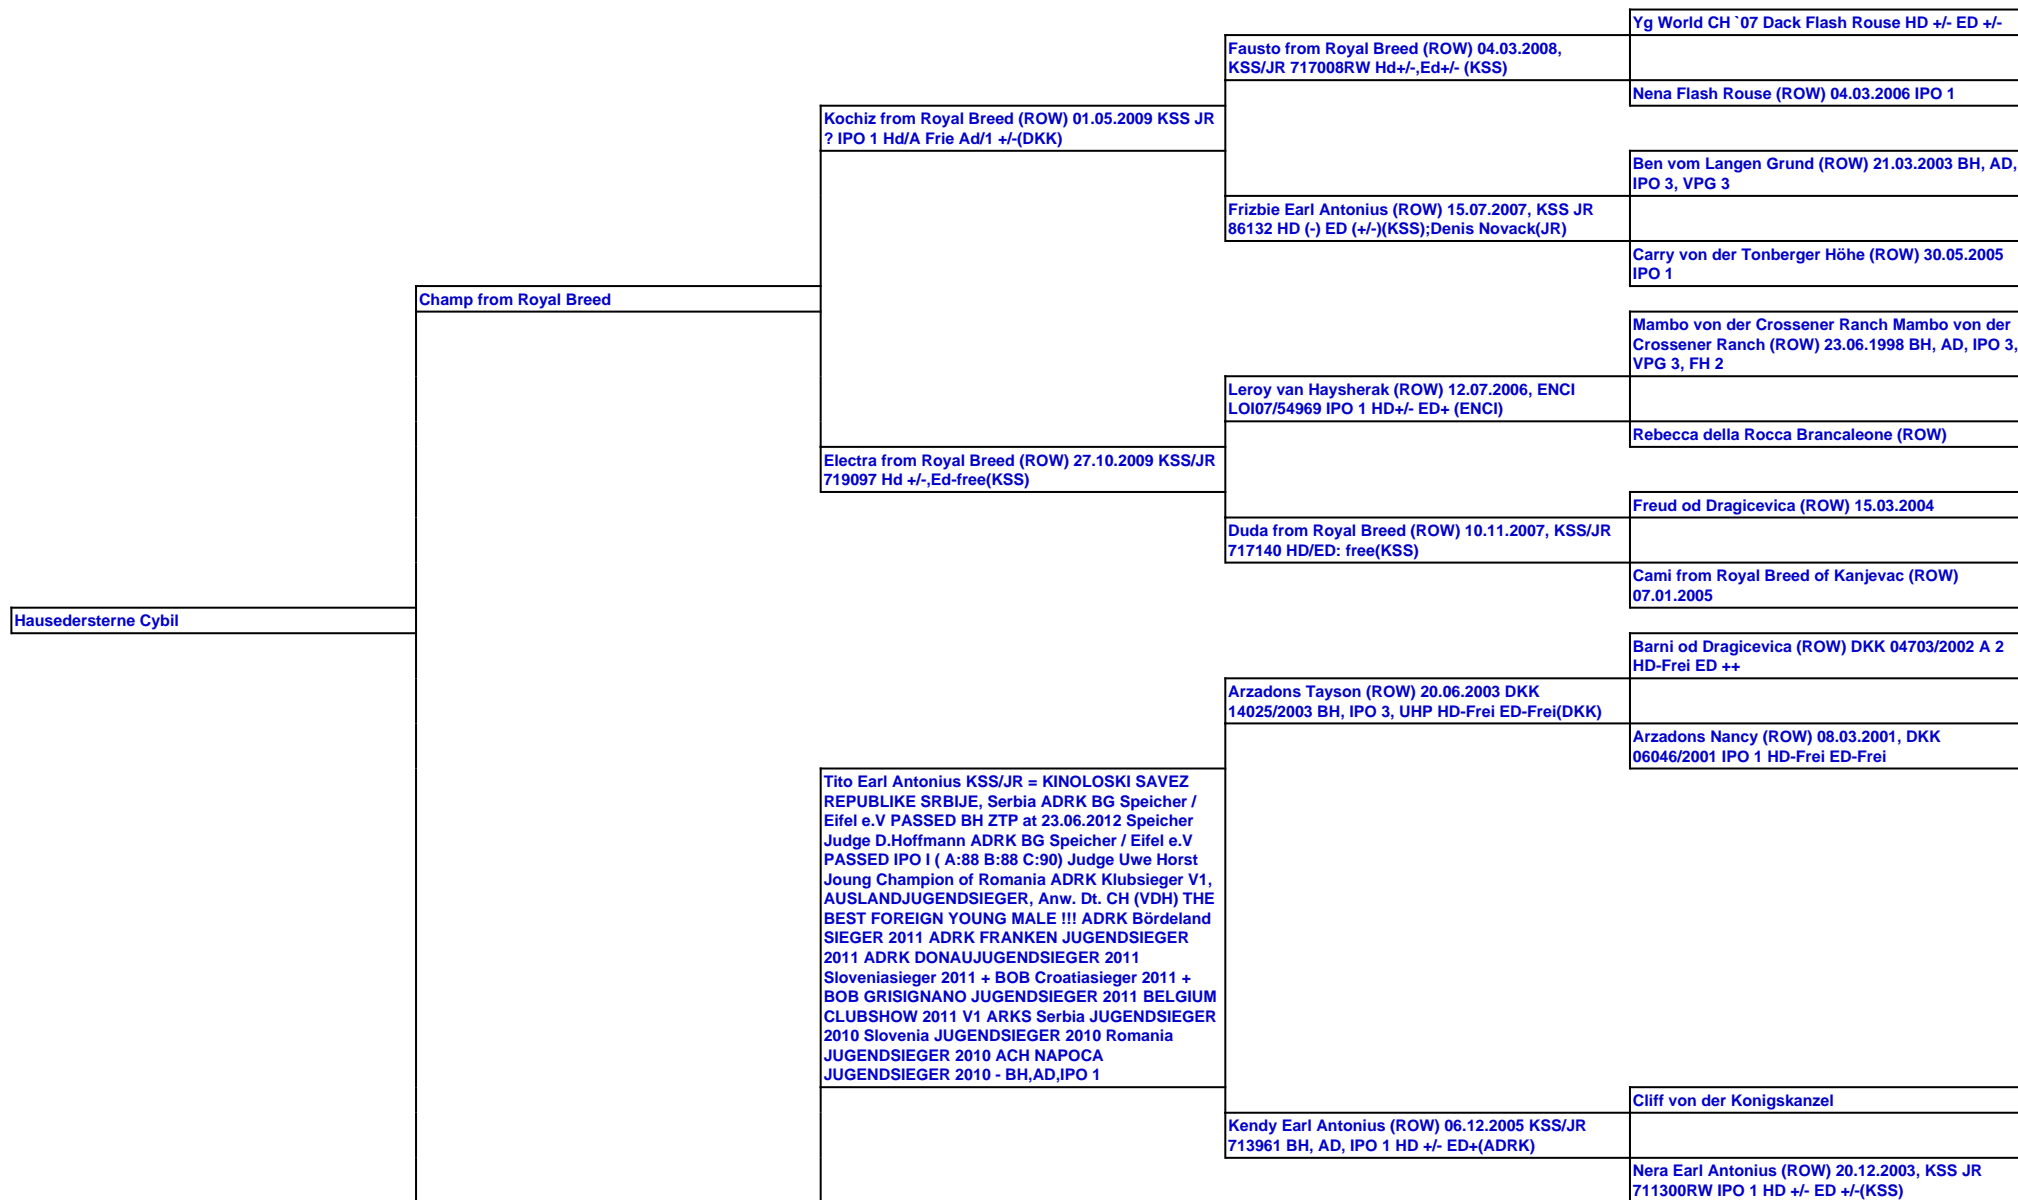 Yg World CH `07 Dack Flash Rouse HD +/- ED +/-
Fausto from Royal Breed (ROW) 04.03.2008,
KSS/JR 717008RW Hd+/-,Ed+/- (KSS)
Nena Flash Rouse (ROW) 04.03.2006 IPO 1
Kochiz from Royal Breed (ROW) 01.05.2009 KSS JR
? IPO 1 Hd/A Frie Ad/1 +/-(DKK)
Ben vom Langen Grund (ROW) 21.03.2003 BH, AD,
IPO 3, VPG 3
Frizbie Earl Antonius (ROW) 15.07.2007, KSS JR
86132 HD (-) ED (+/-)(KSS);Denis Novack(JR)
Carry von der Tonberger Höhe (ROW) 30.05.2005
IPO 1
Champ from Royal Breed
Mambo von der Crossener Ranch Mambo von der
Crossener Ranch (ROW) 23.06.1998 BH, AD, IPO 3,
VPG 3, FH 2
Leroy van Haysherak (ROW) 12.07.2006, ENCI
LOI07/54969 IPO 1 HD+/- ED+ (ENCI)
Rebecca della Rocca Brancaleone (ROW)
Electra from Royal Breed (ROW) 27.10.2009 KSS/JR
719097 Hd +/-,Ed-free(KSS)
Freud od Dragicevica (ROW) 15.03.2004
Duda from Royal Breed (ROW) 10.11.2007, KSS/JR
717140 HD/ED: free(KSS)
Cami from Royal Breed of Kanjevac (ROW)
07.01.2005
Hausedersterne Cybil
Barni od Dragicevica (ROW) DKK 04703/2002 A 2
HD-Frei ED ++
Arzadons Tayson (ROW) 20.06.2003 DKK
14025/2003 BH, IPO 3, UHP HD-Frei ED-Frei(DKK)
Arzadons Nancy (ROW) 08.03.2001, DKK
06046/2001 IPO 1 HD-Frei ED-Frei
Tito Earl Antonius KSS/JR = KINOLOSKI SAVEZ
REPUBLIKE SRBIJE, Serbia ADRK BG Speicher /
Eifel e.V PASSED BH ZTP at 23.06.2012 Speicher
Judge D.Hoffmann ADRK BG Speicher / Eifel e.V
PASSED IPO I ( A:88 B:88 C:90) Judge Uwe Horst
Joung Champion of Romania ADRK Klubsieger V1,
AUSLANDJUGENDSIEGER, Anw. Dt. CH (VDH) THE
BEST FOREIGN YOUNG MALE !!! ADRK Bördeland
SIEGER 2011 ADRK FRANKEN JUGENDSIEGER
2011 ADRK DONAUJUGENDSIEGER 2011
Sloveniasieger 2011 + BOB Croatiasieger 2011 +
BOB GRISIGNANO JUGENDSIEGER 2011 BELGIUM
CLUBSHOW 2011 V1 ARKS Serbia JUGENDSIEGER
2010 Slovenia JUGENDSIEGER 2010 Romania
JUGENDSIEGER 2010 ACH NAPOCA
JUGENDSIEGER 2010 - BH,AD,IPO 1
Cliff von der Konigskanzel
Kendy Earl Antonius (ROW) 06.12.2005 KSS/JR
713961 BH, AD, IPO 1 HD +/- ED+(ADRK)
Nera Earl Antonius (ROW) 20.12.2003, KSS JR
711300RW IPO 1 HD +/- ED +/-(KSS)